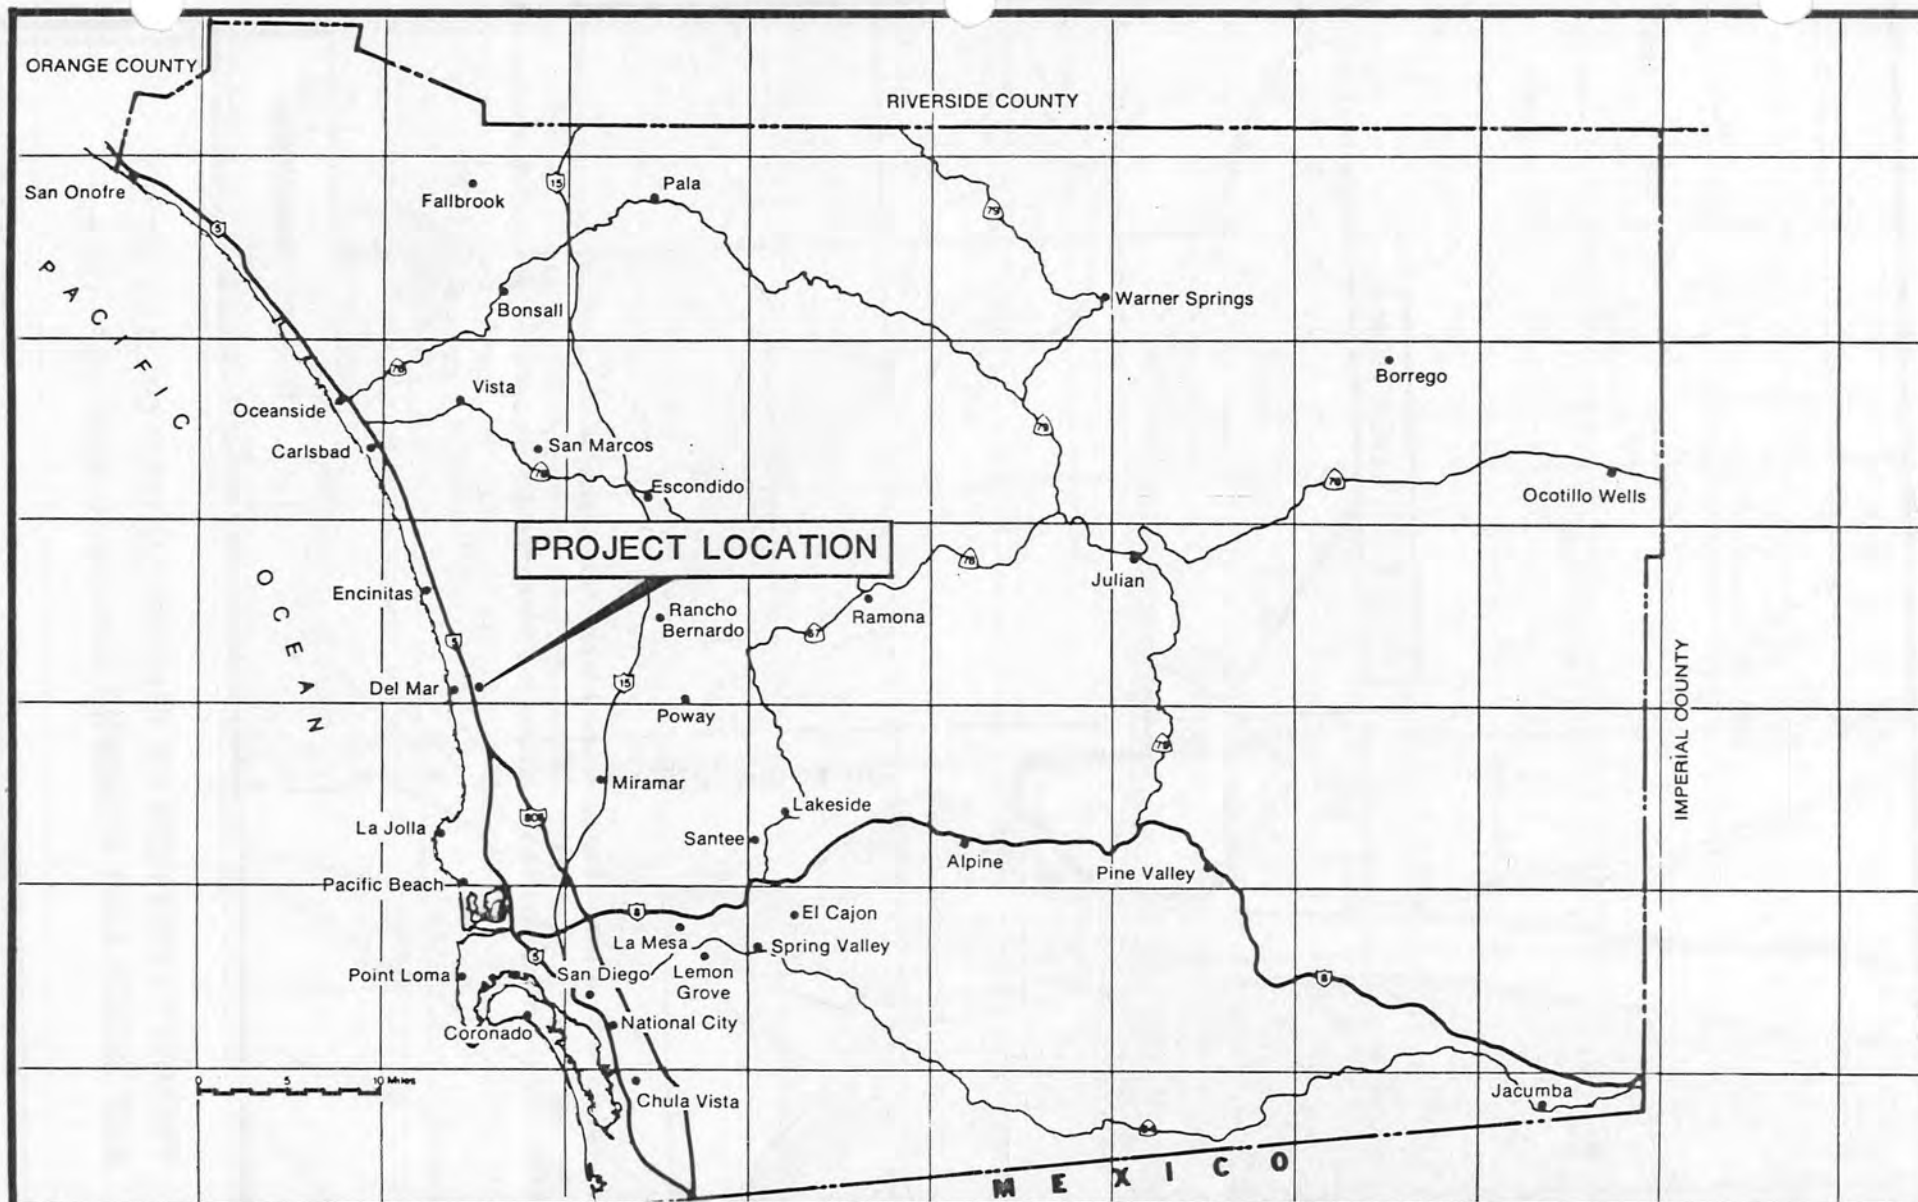 ORANGE COUNTY
RIVERSIDE COUNTY
San Onofre
Fallbrook
15
Pala
79
5
PACIFIC
OCEAN
Bonsall
Warner Springs
76
Borrego
Vista
Oceanside
Carlsbad
San Marcos
78
79
Escondido
78
Ocotillo Wells
PROJECT LOCATION
78
Julian
Encinitas
Ramona
Rancho
Bernardo
67
5
IMPERIAL COUNTY
Del Mar
15
Poway
79
Miramar
Lakeside
805
La Jolla
Santee
Alpine
Pine Valley
Pacific Beach
8
El Cajon
La Mesa
Spring Valley
5
Point Loma
San Diego
Lemon
Grove
8
Coronado
National City
0 5 10 Miles
Chula Vista
Jacumba
94
MEXICO